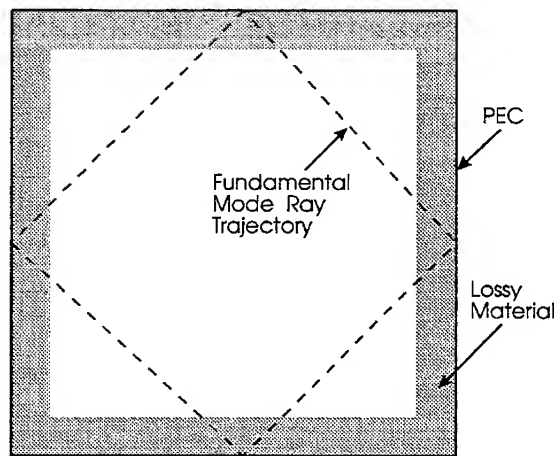 PEC
Fundamental
Mode Ray
Trajectory
Lossy
Material